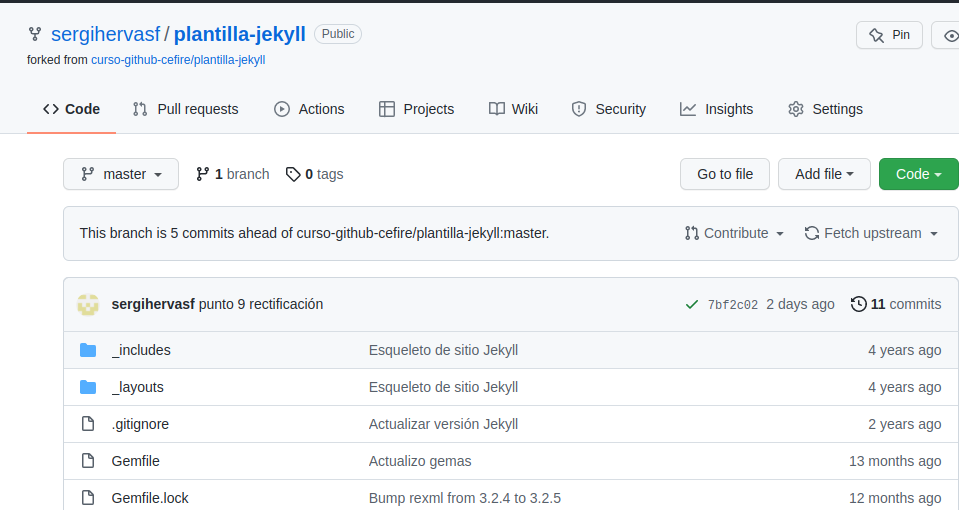 sergihervasf / plantilla-jekyll Public Pin
forked from curso-github-cefire/plantilla-jekyll
Code Pull requests Actions Projects Wiki Security Insights Settings
master 1 branch 0 tags Go to file Add file Code
This branch is 5 commits ahead of curso-github-cefire/plantilla-jekyll:master. Contribute Fetch upstream
sergihervasf punto 9 rectificación 7bf2c02 2 days ago 11 commits
_includes Esqueleto de sitio Jekyll 4 years ago
_layouts Esqueleto de sitio Jekyll 4 years ago
.gitignore Actualizar versión Jekyll 2 years ago
Gemfile Actualizo gemas 13 months ago
Gemfile.lock Bump rexml from 3.2.4 to 3.2.5 12 months ago